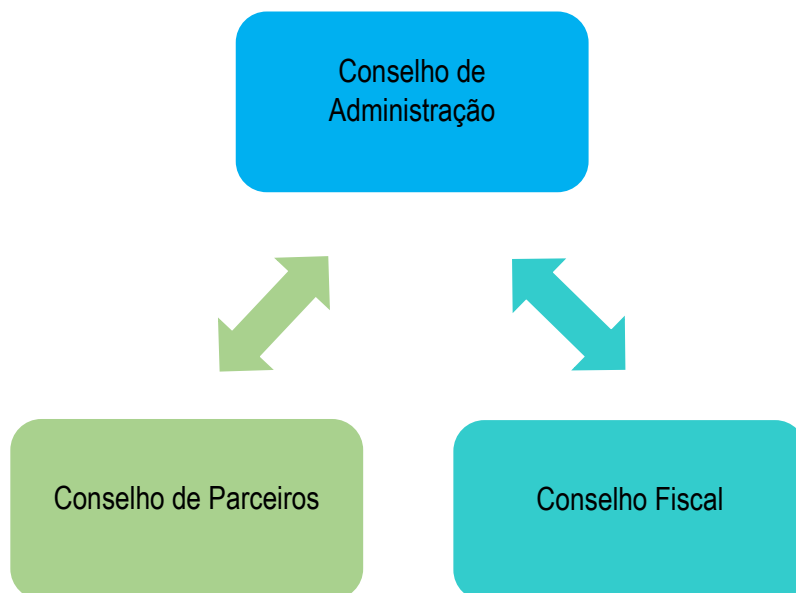 Conselho de
Administração
Conselho de Parceiros
Conselho Fiscal